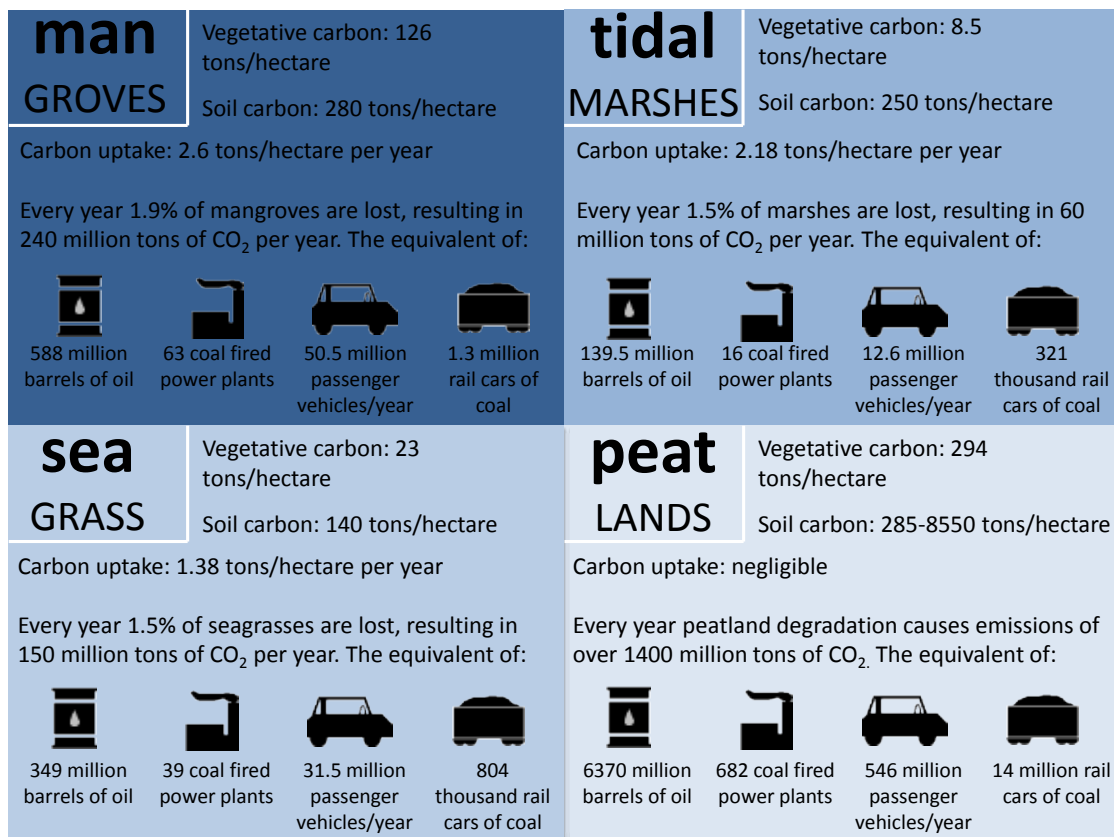 man
GROVES
Vegetative carbon: 126
tons/hectare
Soil carbon: 280 tons/hectare
Carbon uptake: 2.6 tons/hectare per year
Every year 1.9% of mangroves are lost, resulting in
240 million tons of CO₂ per year. The equivalent of:
588 million
barrels of oil
63 coal fired
power plants
50.5 million
passenger
vehicles/year
1.3 million
rail cars of
coal
tidal
MARSHES
Vegetative carbon: 8.5
tons/hectare
Soil carbon: 250 tons/hectare
Carbon uptake: 2.18 tons/hectare per year
Every year 1.5% of marshes are lost, resulting in 60
million tons of CO₂ per year. The equivalent of:
139.5 million
barrels of oil
16 coal fired
power plants
12.6 million
passenger
vehicles/year
321
thousand rail
cars of coal
sea
GRASS
Vegetative carbon: 23
tons/hectare
Soil carbon: 140 tons/hectare
Carbon uptake: 1.38 tons/hectare per year
Every year 1.5% of seagrasses are lost, resulting in
150 million tons of CO₂ per year. The equivalent of:
349 million
barrels of oil
39 coal fired
power plants
31.5 million
passenger
vehicles/year
804
thousand rail
cars of coal
peat
LANDS
Vegetative carbon: 294
tons/hectare
Soil carbon: 285-8550 tons/hectare
Carbon uptake: negligible
Every year peatland degradation causes emissions of
over 1400 million tons of CO₂. The equivalent of:
6370 million
barrels of oil
682 coal fired
power plants
546 million
passenger
vehicles/year
14 million rail
cars of coal